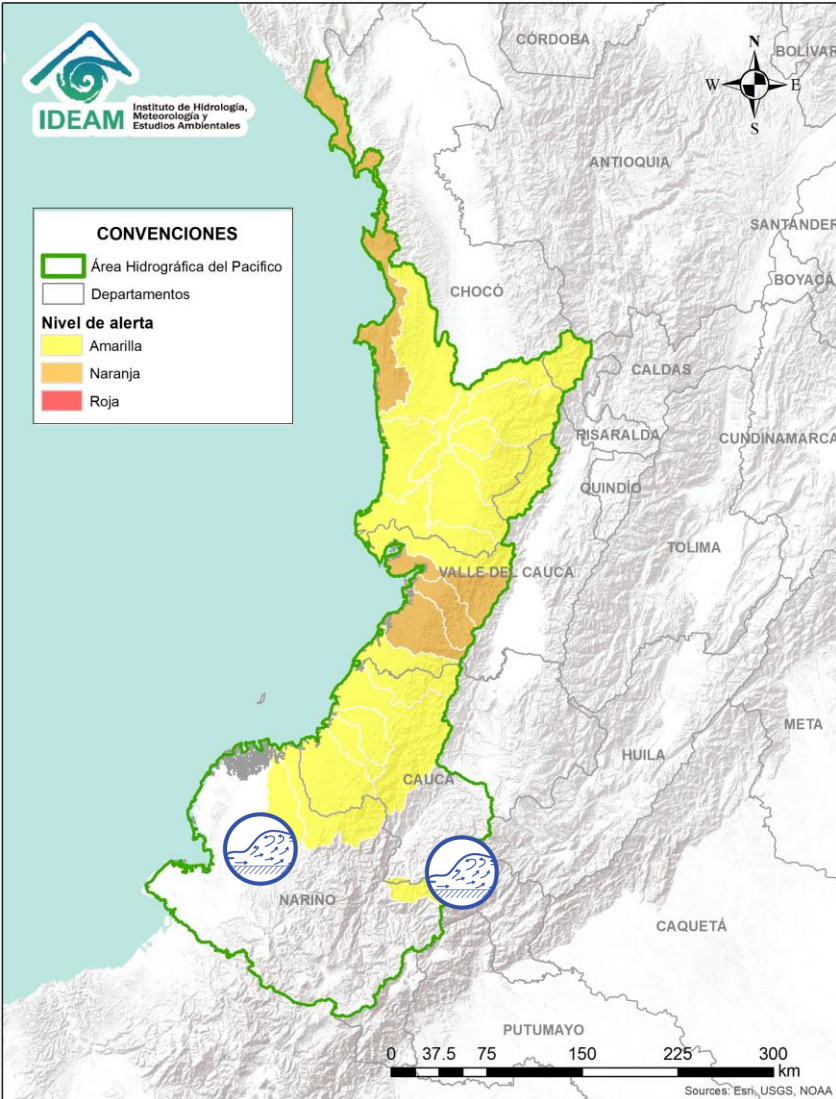 IDEAM
Instituto de Hidrología,
Meteorología y
Estudios Ambientales
CONVENCIONES
Área Hidrográfica del Pacifico
Departamentos
Nivel de alerta
Amarilla
Naranja
Roja
N
W
E
S
CÓRDOBA
BOLÍVAR
ANTIOQUIA
SANTANDER
BOYACÁ
CHOCÓ
CALDAS
RISARALDA
CUNDINAMARCA
QUINDÍO
TOLIMA
VALLE DEL CAUCA
META
HUILA
CAUCA
NARIÑO
CAQUETÁ
PUTUMAYO
0 37.5 75 150 225 300
km
Sources: Esri, USGS, NOAA